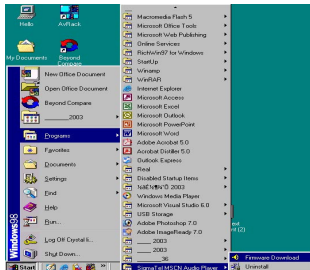 Hello
AvRack
My Documents
Beyond
Compare
New Office Document
Open Office Document
Beyond Compare
2003
Programs
Favorites
Documents
Settings
Find
Help
Run...
Log Off Crystal li...
Shut Down...
Windows98
Start
Macromedia Flash 5
Microsoft Office Tools
Microsoft Web Publishing
Online Services
RichWin97 for Windows
StartUp
Winamp
WinRAR
Internet Explorer
Microsoft Access
Microsoft Excel
Microsoft Outlook
Microsoft PowerPoint
Microsoft Word
Adobe Acrobat 5.0
Acrobat Distiller 5.0
Outlook Express
Real
Disabled Startup Items
2003
Windows Media Player
Microsoft Visual Studio 6.0
USB Storage
Adobe Photoshop 7.0
Adobe ImageReady 7.0
2003
2003
36
SigmaTel MSCN Audio Player
Firmware Download
Uninstall